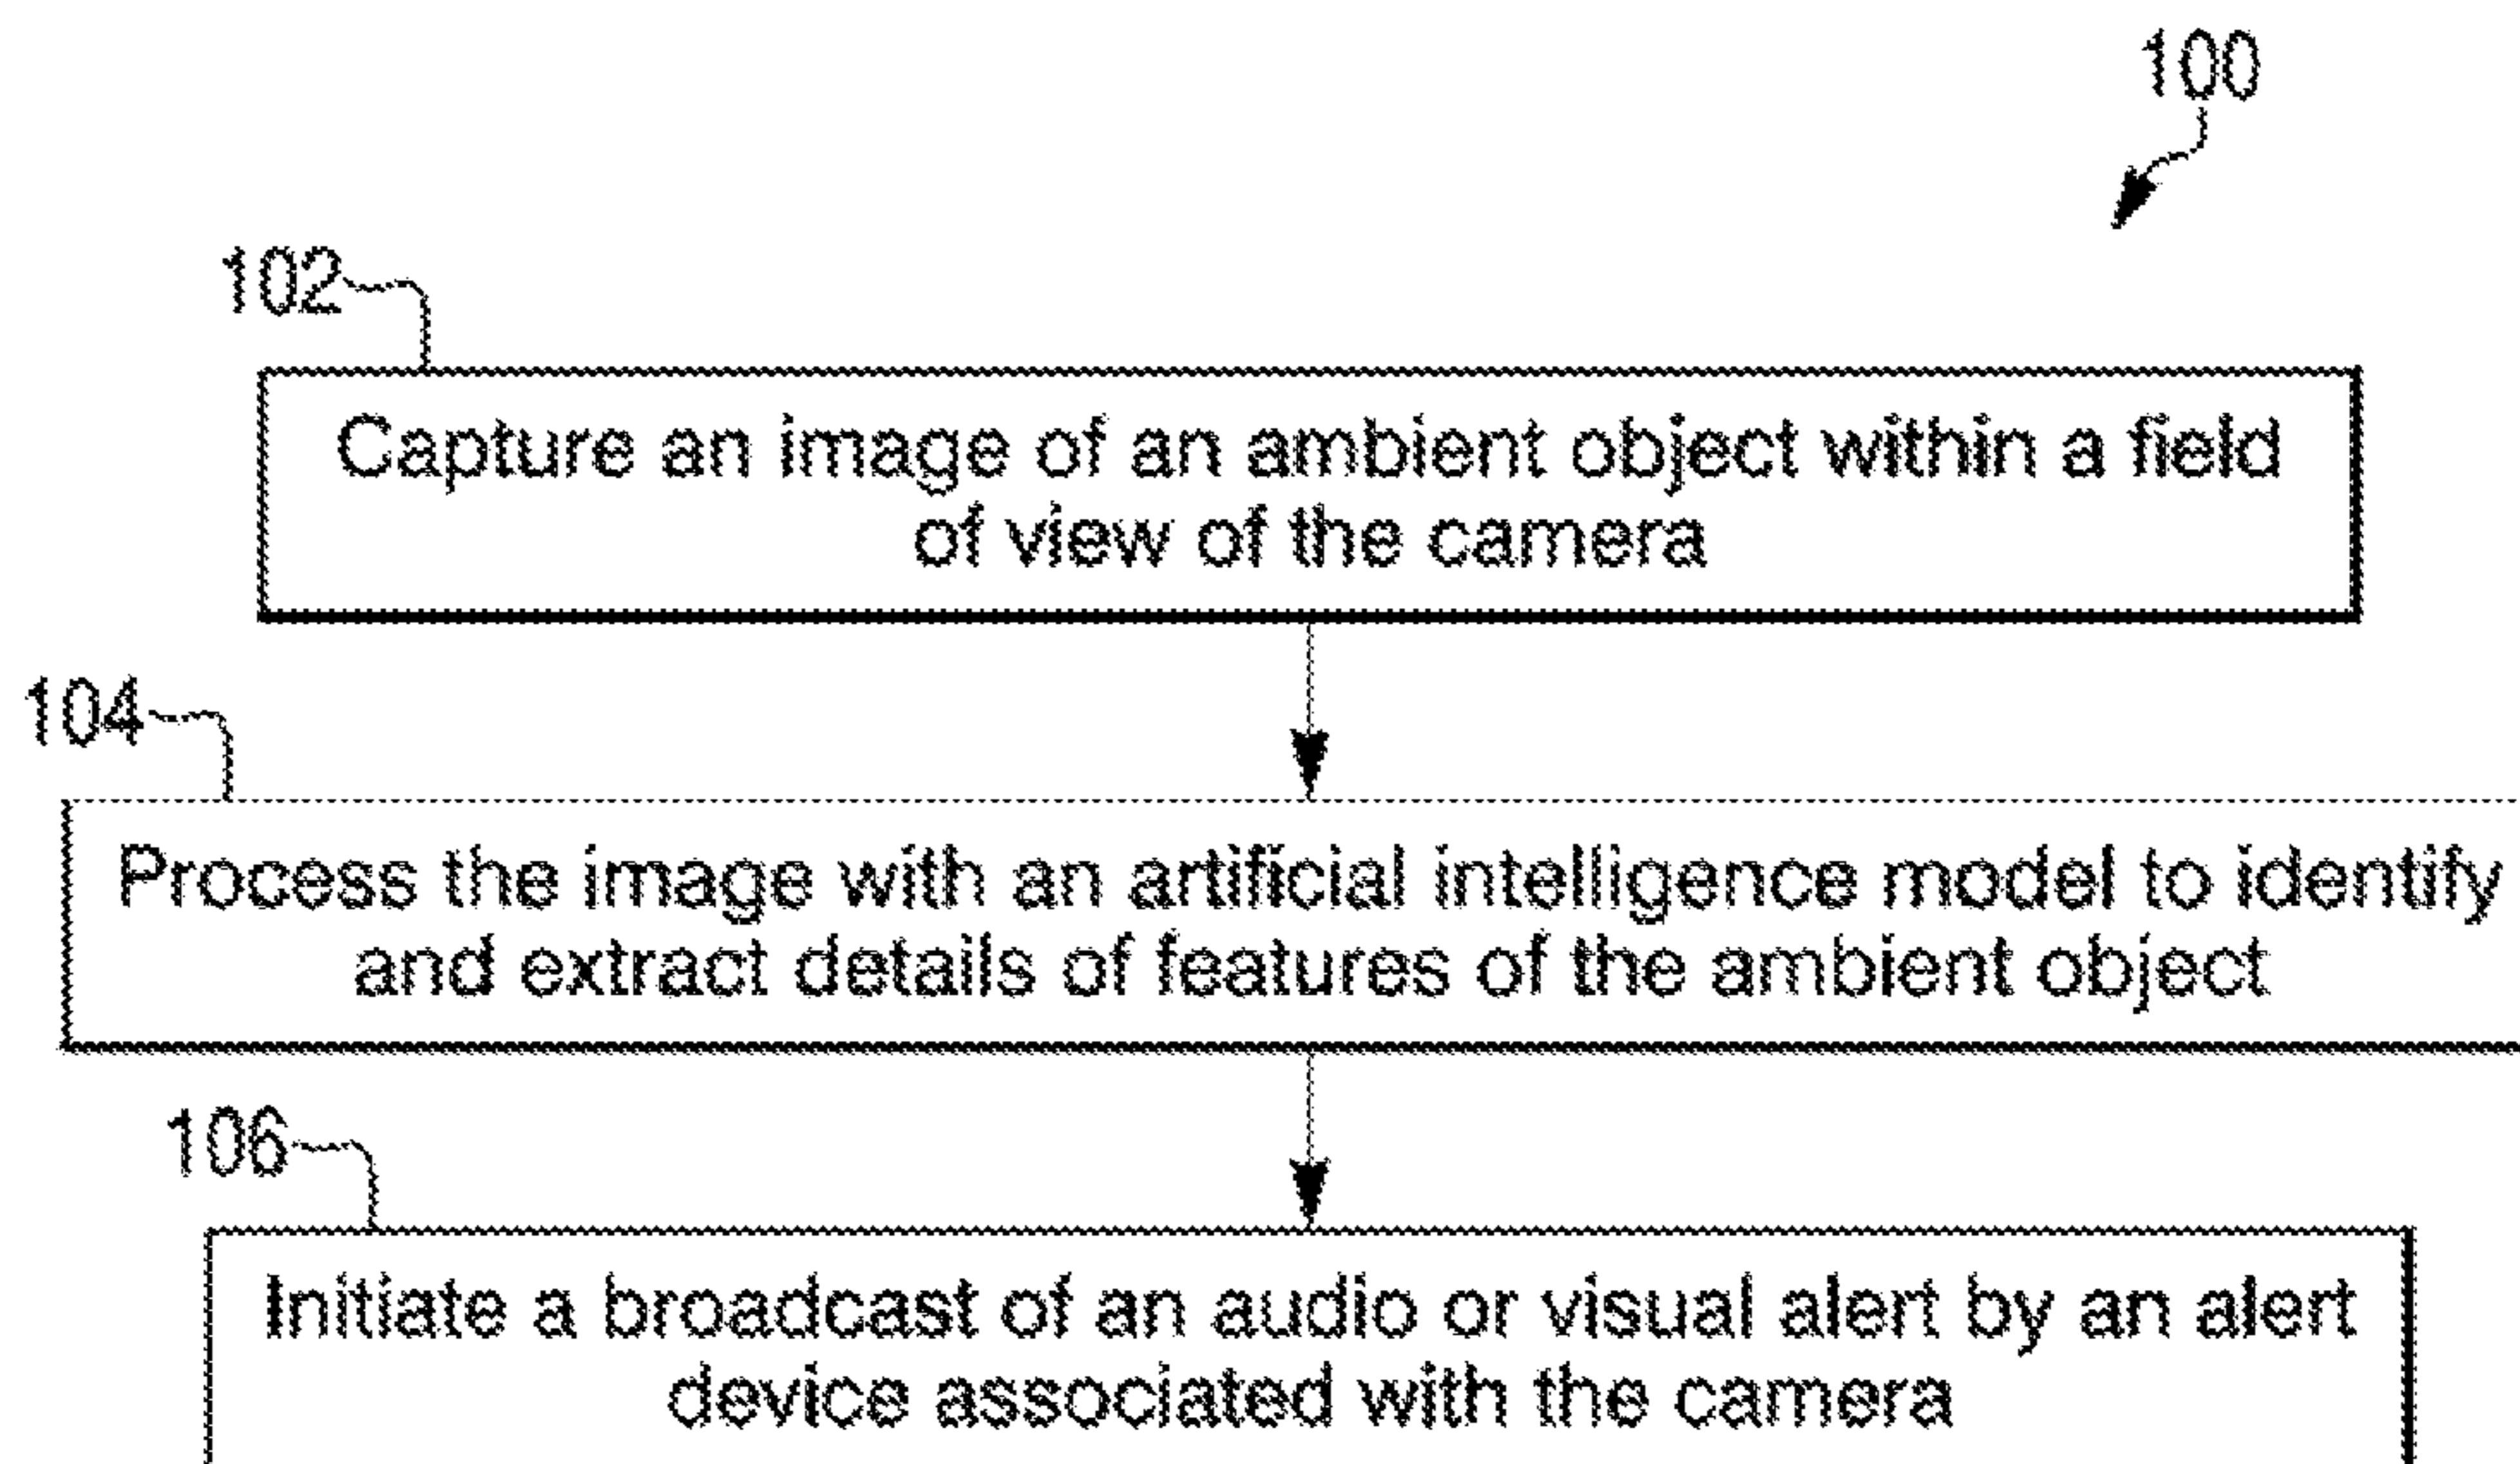 100
102
Capture an image of an ambient object within a field
of view of the camera
104
Process the image with an artificial intelligence model to identify
and extract details of features of the ambient object
106
Initiate a broadcast of an audio or visual alert by an alert
device associated with the camera